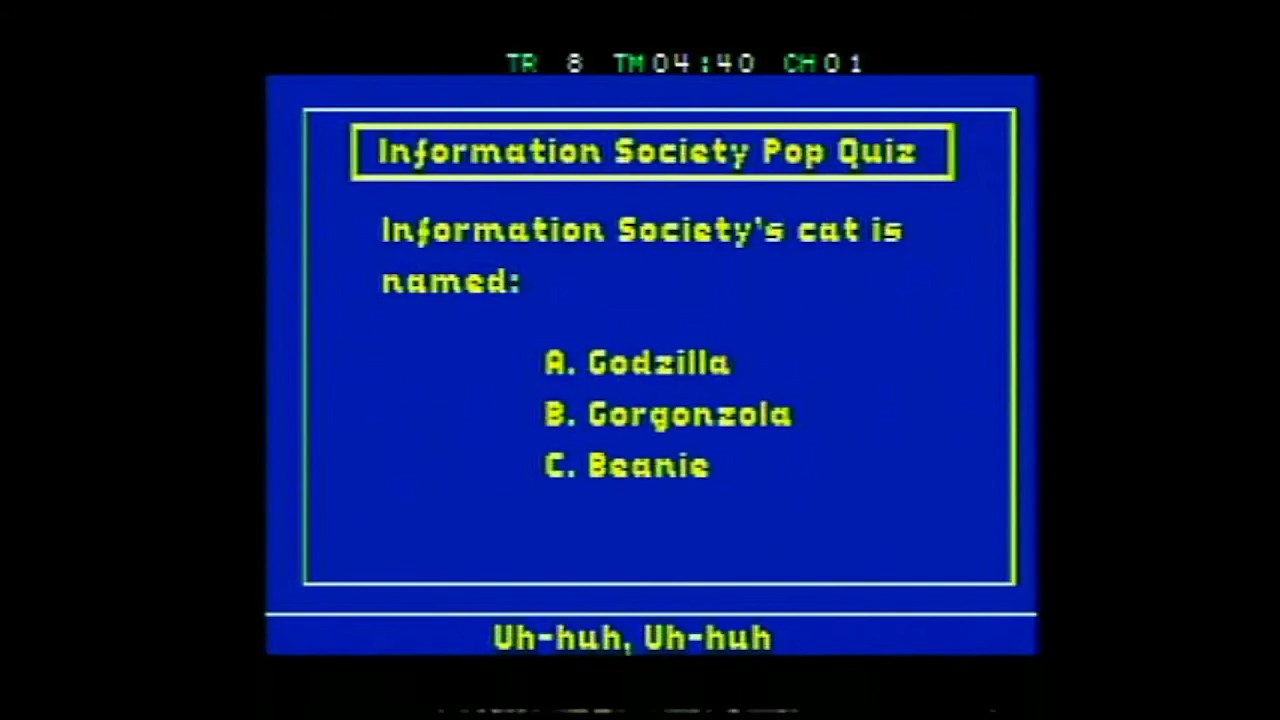 TR 8 TM04:40 CH01
Information Society Pop Quiz
Information Society's cat is
named:
A. Godzilla
B. Gorgonzola
C. Beanie
Uh-huh, Uh-huh